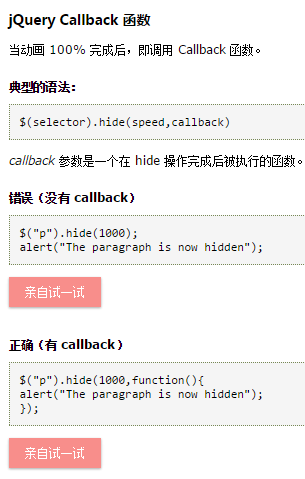 jQuery Callback 函数
当动画 100% 完成后，即调用 Callback 函数。
典型的语法：
$(selector).hide(speed,callback)
callback 参数是一个在 hide 操作完成后被执行的函数。
错误（没有 callback）
$("p").hide(1000);
alert("The paragraph is now hidden");
亲自试一试
正确（有 callback）
$("p").hide(1000,function(){
alert("The paragraph is now hidden");
});
亲自试一试